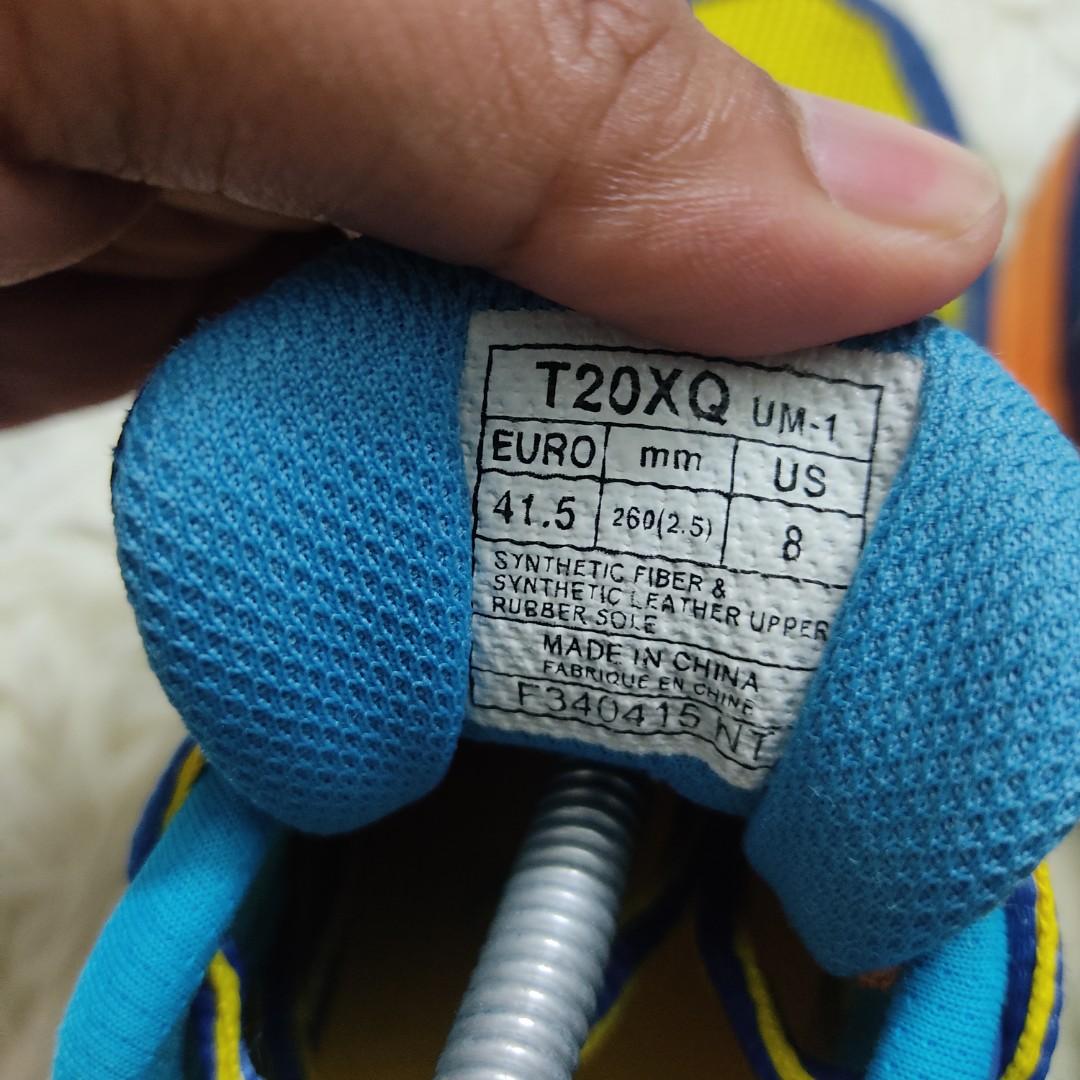 T20XQ UM-1
EURO mm US
41.5 260(2.5) 8
SYNTHETIC FIBER &
SYNTHETIC LEATHER UPPER
RUBBER SOLE
MADE IN CHINA
FABRIQUE EN CHINE
F340415 NT